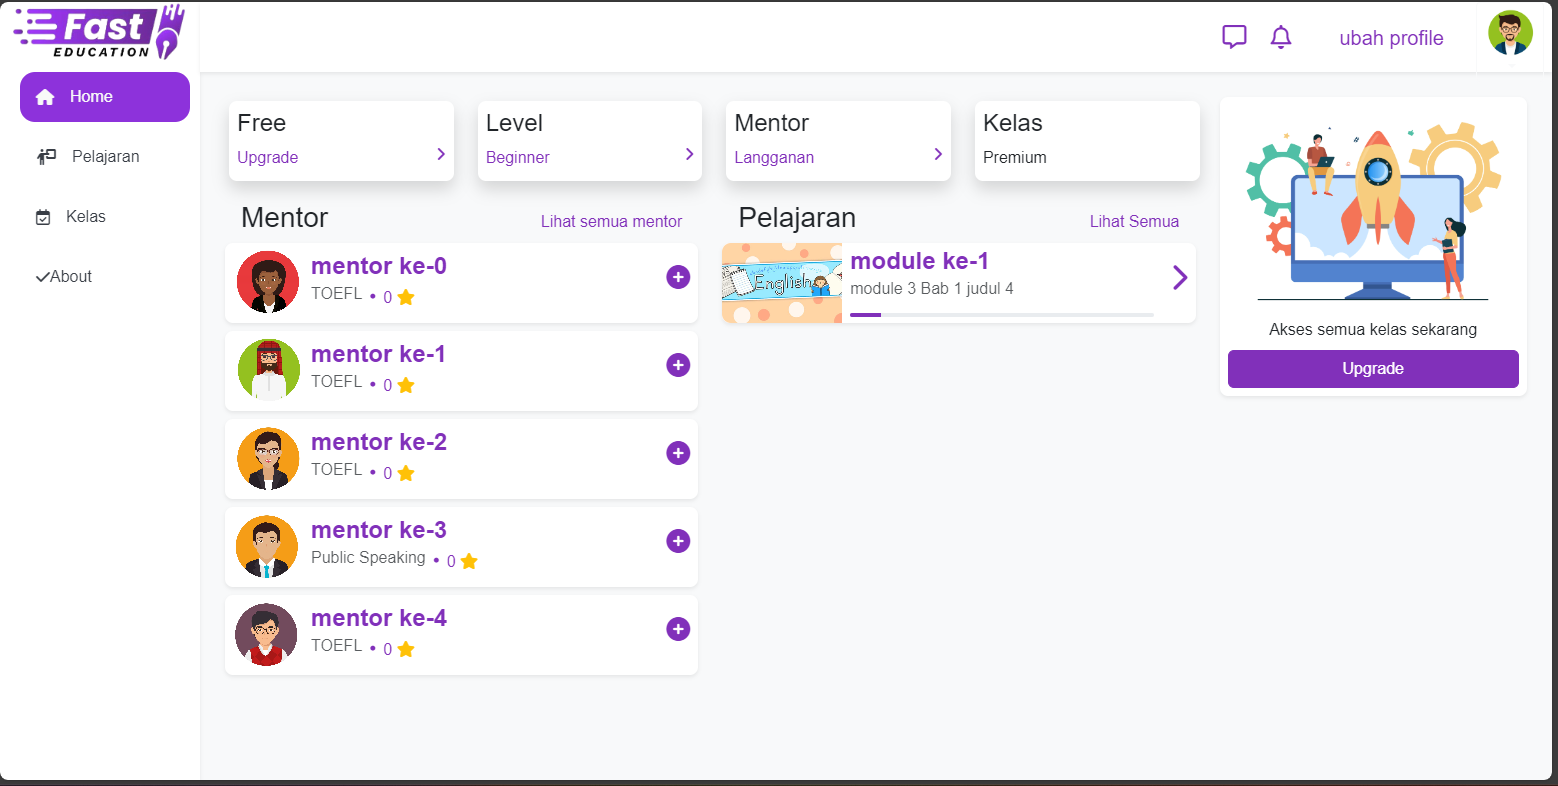 Fast
EDUCATION
ubah profile
Home
Pelajaran
Kelas
About
Free
Upgrade
Level
Beginner
Mentor
Langganan
Kelas
Premium
Mentor
Lihat semua mentor
mentor ke-0
TOEFL • 0
mentor ke-1
TOEFL • 0
mentor ke-2
TOEFL • 0
mentor ke-3
Public Speaking • 0
mentor ke-4
TOEFL • 0
Pelajaran
Lihat Semua
English
module ke-1
module 3 Bab 1 judul 4
Akses semua kelas sekarang
Upgrade